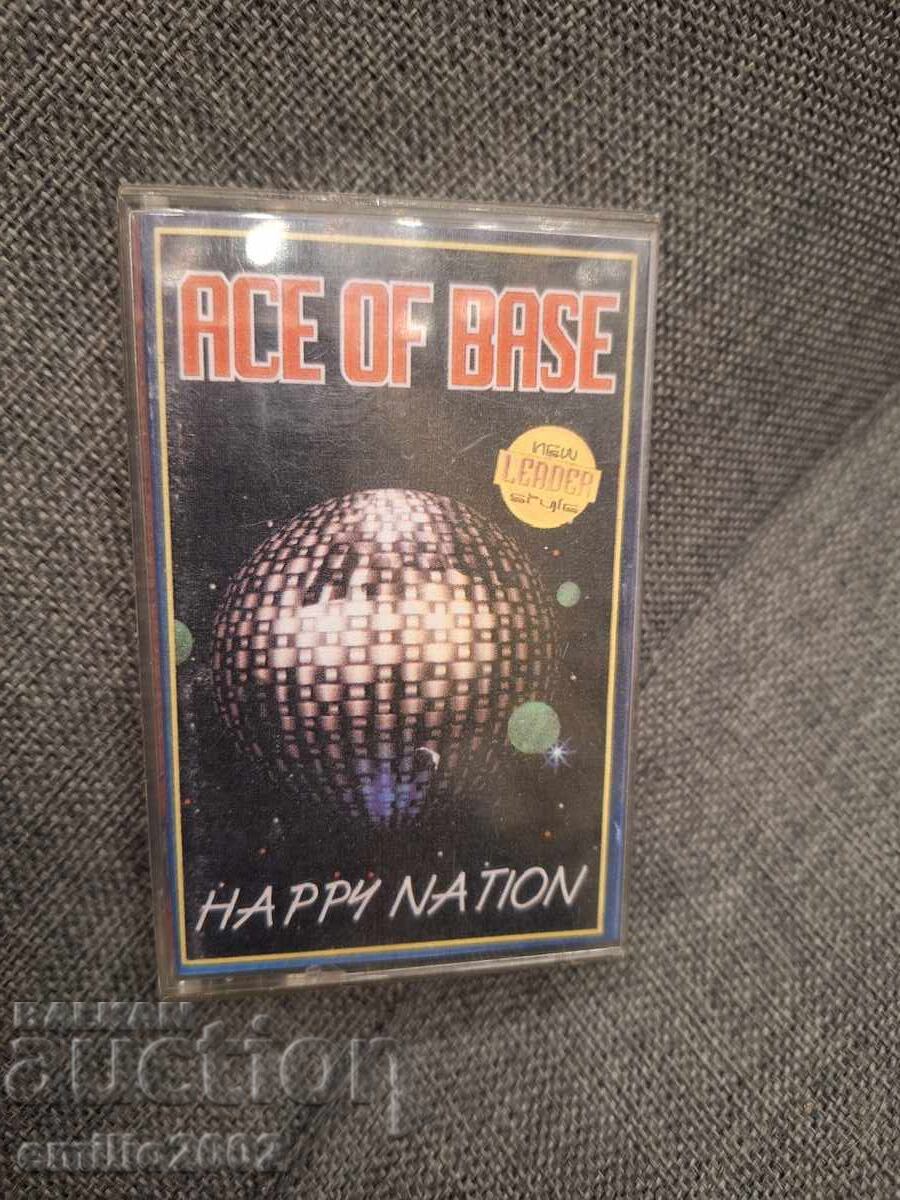 ACE OF BASE
NEW
LEADER
STYLE
HAPPY NATION
BALKAN
auction
emilio2002